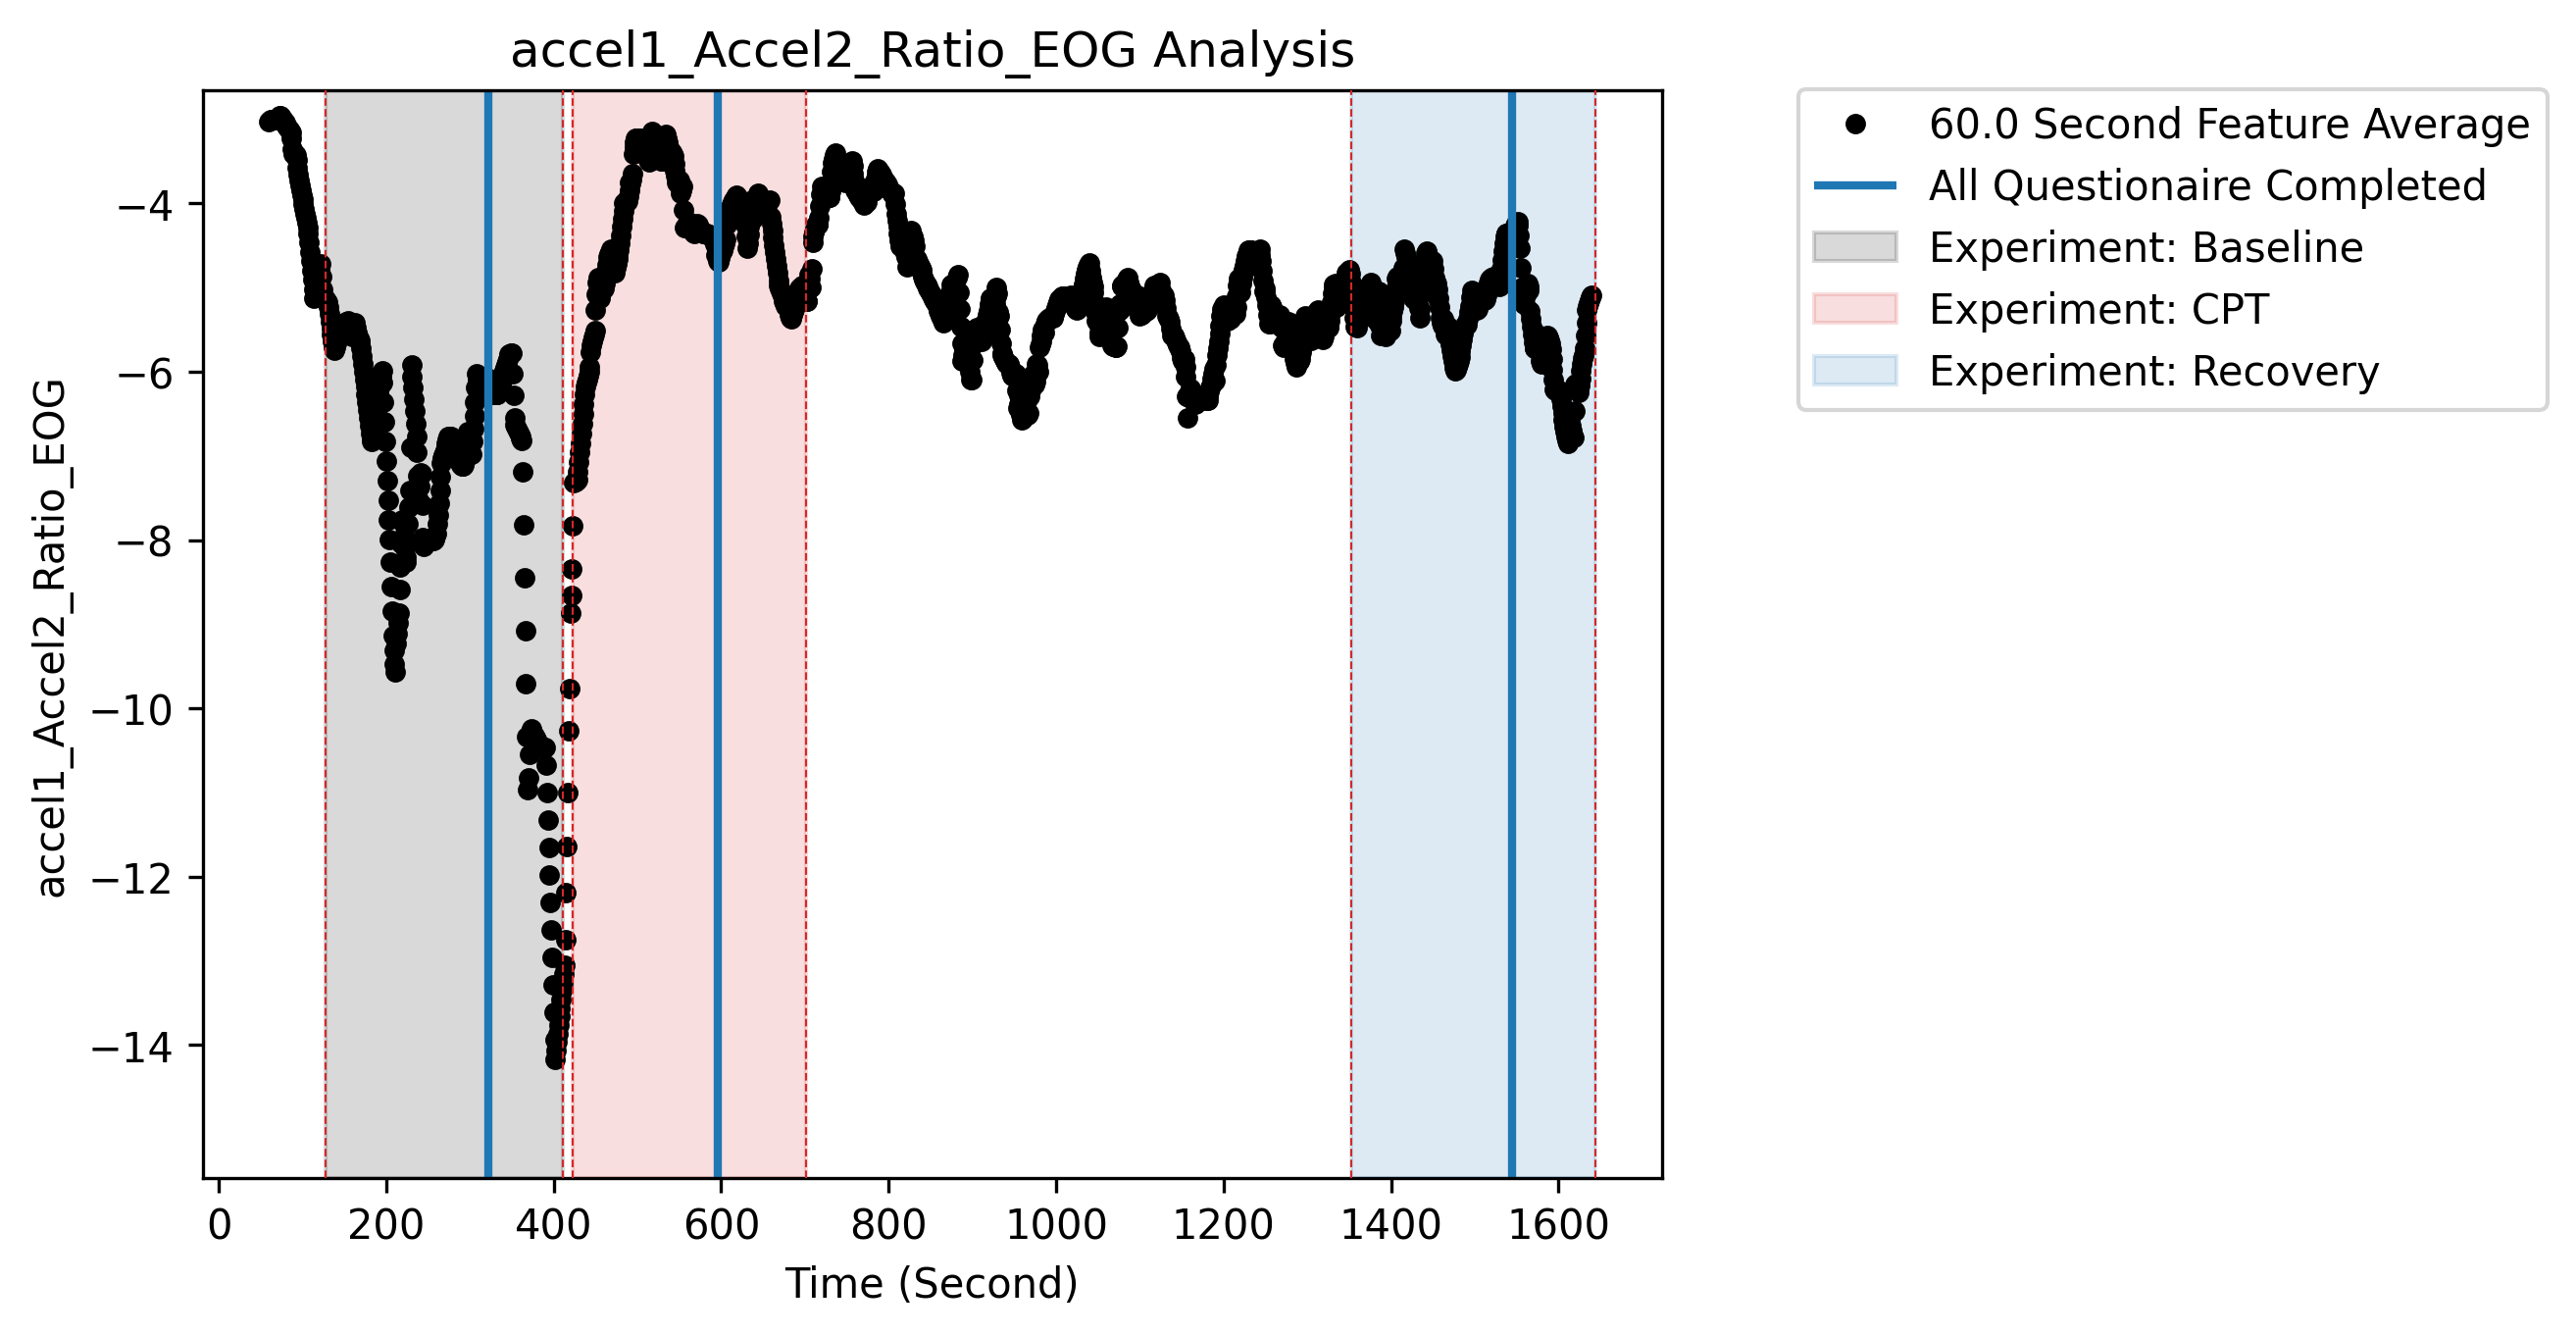 accel1_Accel2_Ratio_EOG Analysis
60.0 Second Feature Average
All Questionaire Completed
Experiment: Baseline
Experiment: CPT
Experiment: Recovery
accel1_Accel2_Ratio_EOG
−4
−6
−8
−10
−12
−14
0 200 400 600 800 1000 1200 1400 1600
Time (Second)